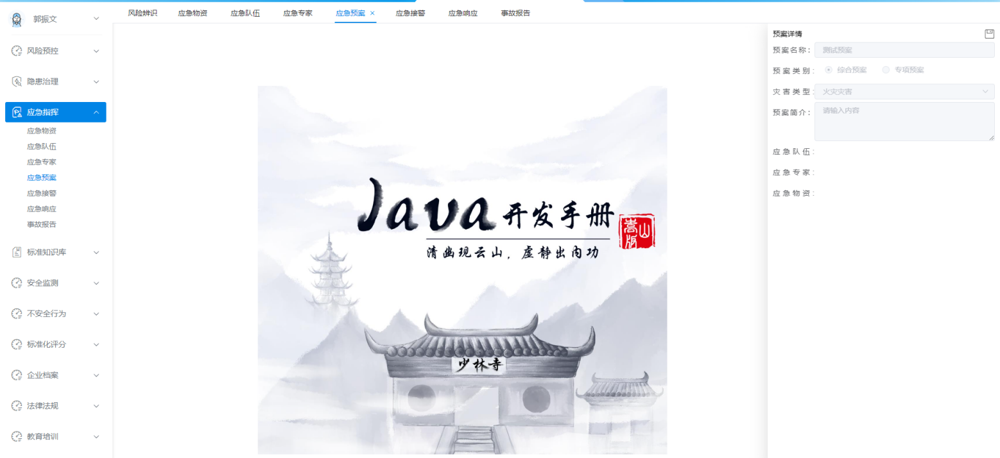 郭振文
风险预控
隐患治理
应急指挥
应急物资
应急队伍
应急专家
应急预案
应急接警
应急响应
事故报告
标准知识库
安全监测
不安全行为
标准化评分
企业档案
法律法规
教育培训
风险辨识 应急物资 应急队伍 应急专家 应急预案 × 应急接警 应急响应 事故报告
Java 开发手册
嵩山版
清幽现云山，虚静出内功
少林寺
预案详情
预案名称: 测试预案
预案类别: 综合预案 专项预案
灾害类型: 火灾灾害
预案简介: 请输入内容
应急队伍:
应急专家:
应急物资: